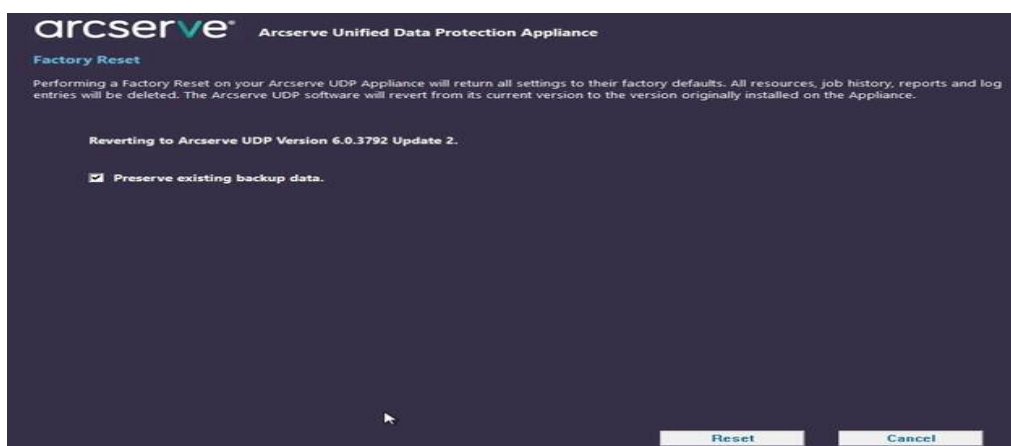 arcserve® Arcserve Unified Data Protection Appliance
Factory Reset
Performing a Factory Reset on your Arcserve UDP Appliance will return all settings to their factory defaults. All resources, job history, reports and log
entries will be deleted. The Arcserve UDP software will revert from its current version to the version originally installed on the Appliance.
Reverting to Arcserve UDP Version 6.0.3792 Update 2.
Preserve existing backup data.
Reset Cancel